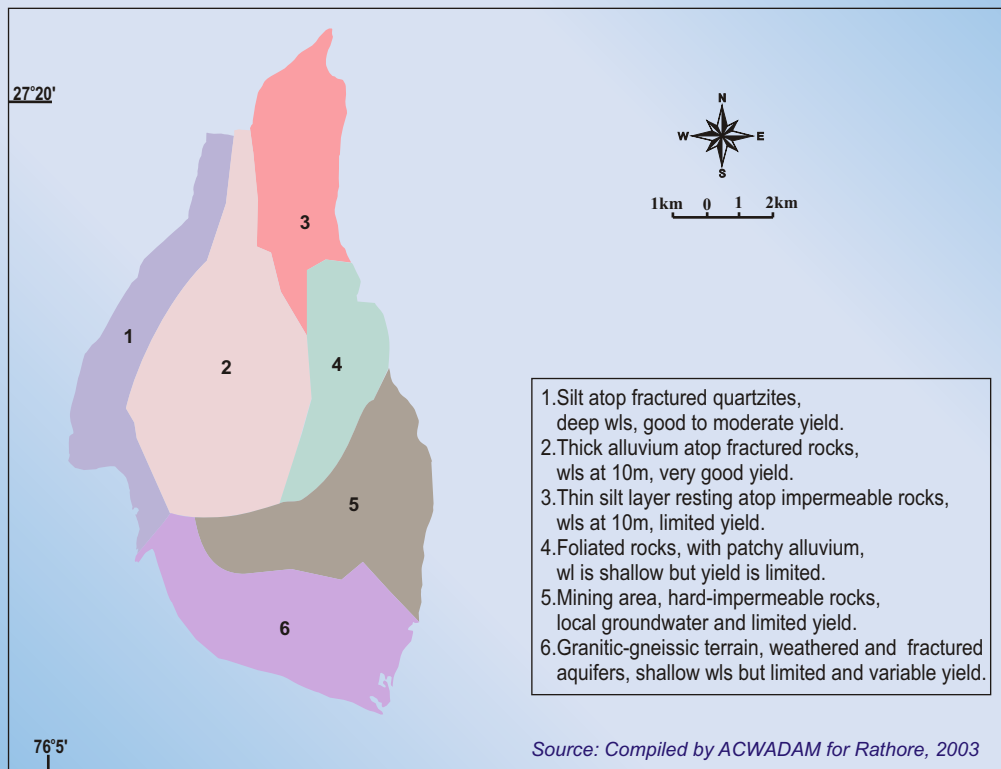 27°20'
N
W E
S
1km 0 1 2km
3
1
2
4
5
6
1.Silt atop fractured quartzites,
deep wls, good to moderate yield.
2.Thick alluvium atop fractured rocks,
wls at 10m, very good yield.
3.Thin silt layer resting atop impermeable rocks,
wls at 10m, limited yield.
4.Foliated rocks, with patchy alluvium,
wl is shallow but yield is limited.
5.Mining area, hard-impermeable rocks,
local groundwater and limited yield.
6.Granitic-gneissic terrain, weathered and fractured
aquifers, shallow wls but limited and variable yield.
76°5'
Source: Compiled by ACWADAM for Rathore, 2003